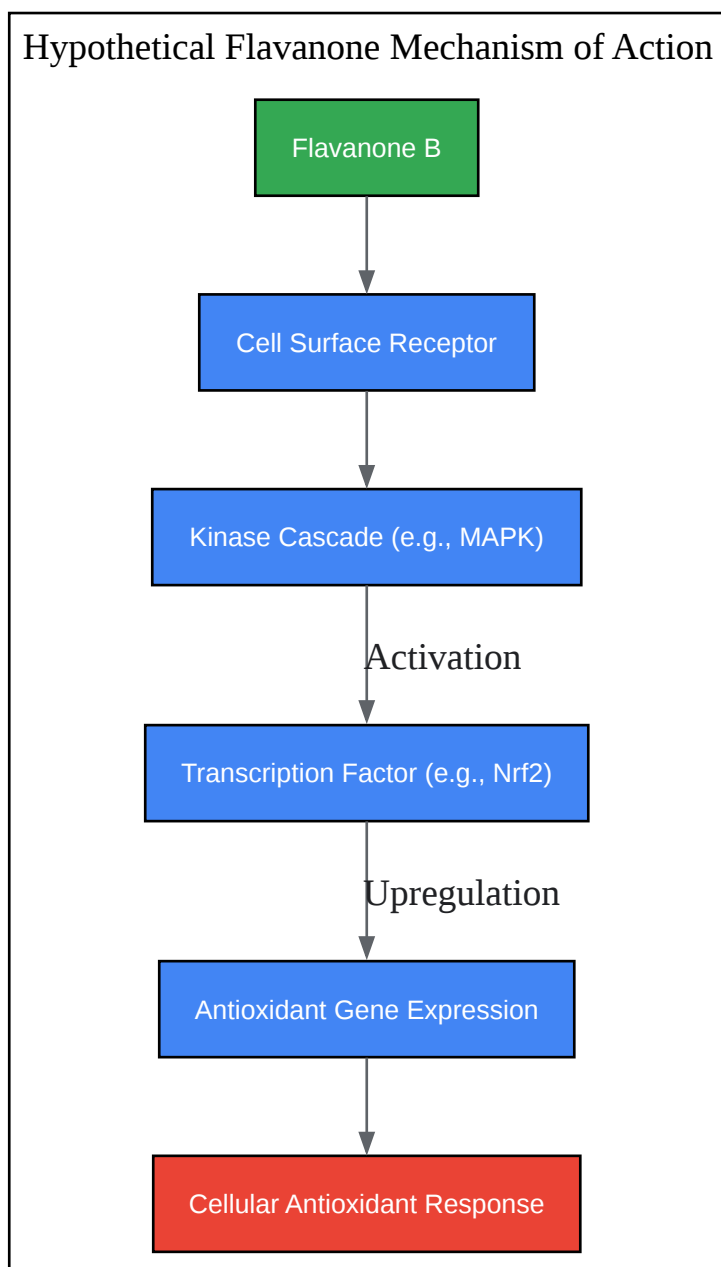 Hypothetical Flavanone Mechanism of Action
Flavanone B
Cell Surface Receptor
Kinase Cascade (e.g., MAPK)
Activation
Transcription Factor (e.g., Nrf2)
Upregulation
Antioxidant Gene Expression
Cellular Antioxidant Response